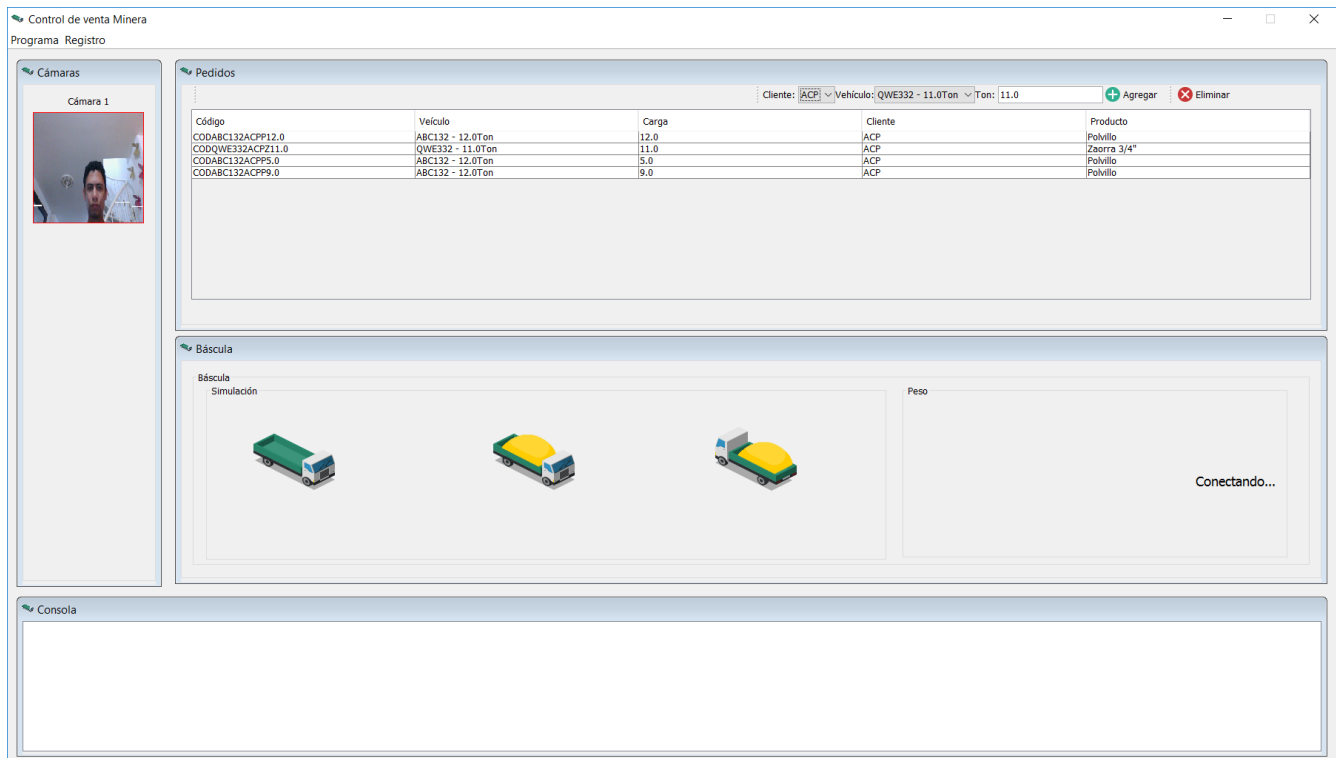 Control de venta Minera
Programa Registro
Cámaras
Cámara 1
Pedidos
Cliente: ACP Vehículo: QWE332 - 11.0Ton Ton: 11.0 Agregar Eliminar
Código Veículo Carga Cliente Producto
CODABC132ACPP12.0 ABC132 - 12.0Ton 12.0 ACP Polvillo
CODQWE332ACPZ11.0 QWE332 - 11.0Ton 11.0 ACP Zaorra 3/4"
CODABC132ACPP5.0 ABC132 - 12.0Ton 5.0 ACP Polvillo
CODABC132ACPP9.0 ABC132 - 12.0Ton 9.0 ACP Polvillo
Báscula
Báscula
Simulación
Peso
Conectando...
Consola